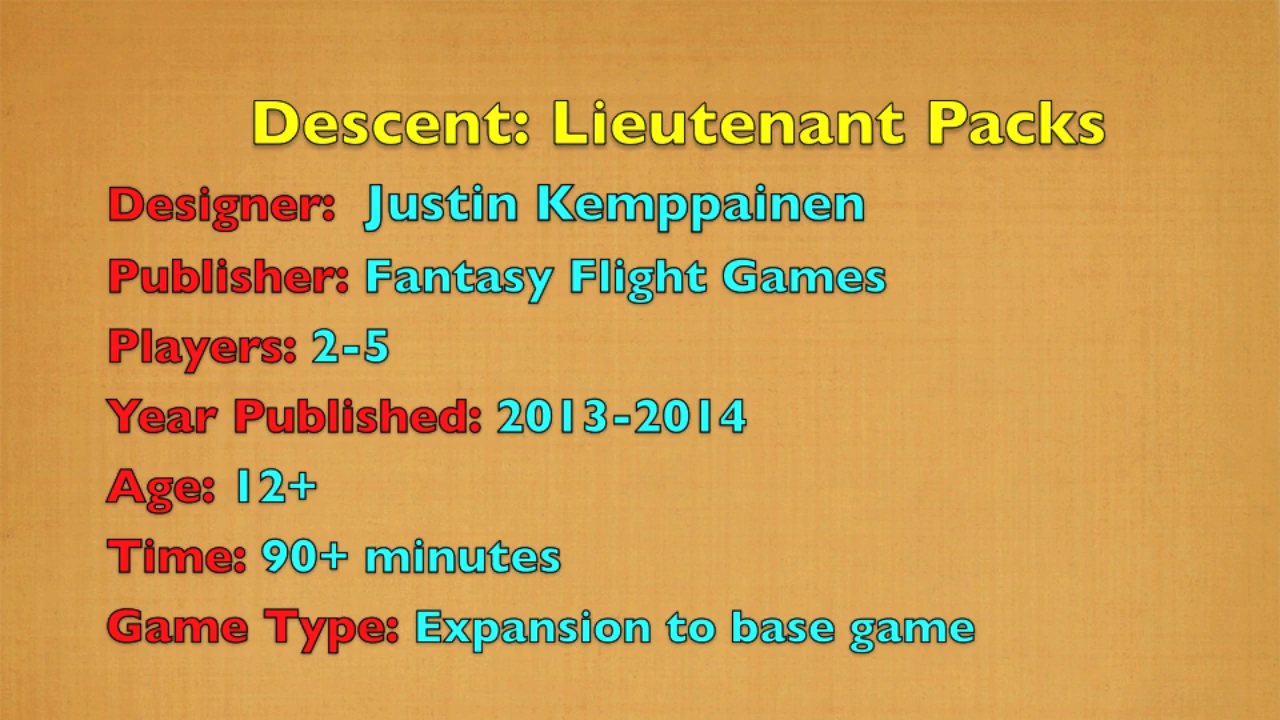 Descent: Lieutenant Packs
Designer: Justin Kemppainen
Publisher: Fantasy Flight Games
Players: 2-5
Year Published: 2013-2014
Age: 12+
Time: 90+ minutes
Game Type: Expansion to base game